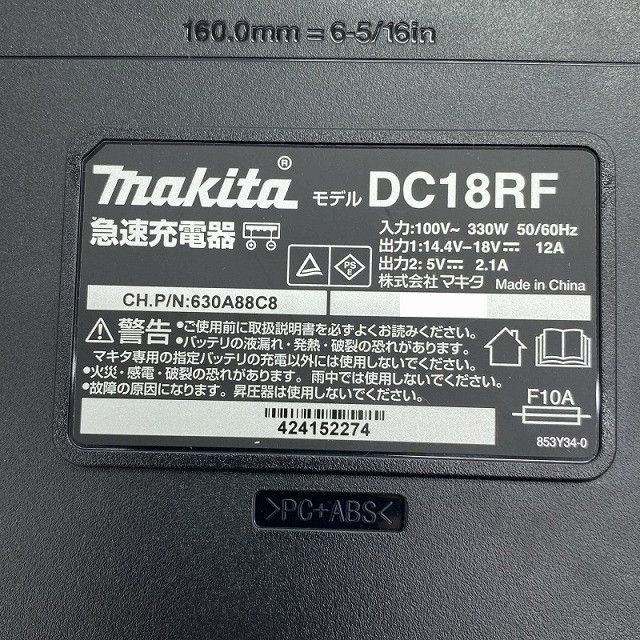 160.0mm = 6-5/16in
makita® モデル DC18RF
急速充電器
入力:100V~ 330W 50/60Hz
出力1:14.4V-18V⎓ 12A
出力2: 5V⎓ 2.1A
株式会社マキタ Made in China
PS
CH.P/N:630A88C8
⚠警告
●ご使用前に取扱説明書を必ずよくお読みください。
●バッテリの液漏れ・発熱・破裂の恐れがあります。
マキタ専用の指定バッテリの充電以外には使用しないでください。
●火災・感電・破裂の恐れがあります。雨中では使用しないでください。
●故障の原因になります。昇圧器は使用しないでください。
F10A
424152274
853Y34-0
>PC+ABS<